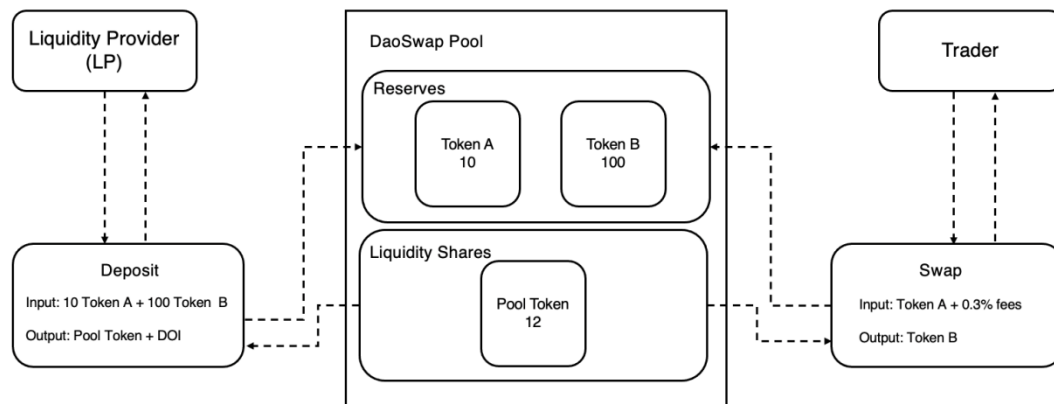 Liquidity Provider
(LP)
DaoSwap Pool
Trader
Reserves
Token A
10
Token B
100
Deposit
Input: 10 Token A + 100 Token B
Output: Pool Token + DOI
Liquidity Shares
Pool Token
12
Swap
Input: Token A + 0.3% fees
Output: Token B